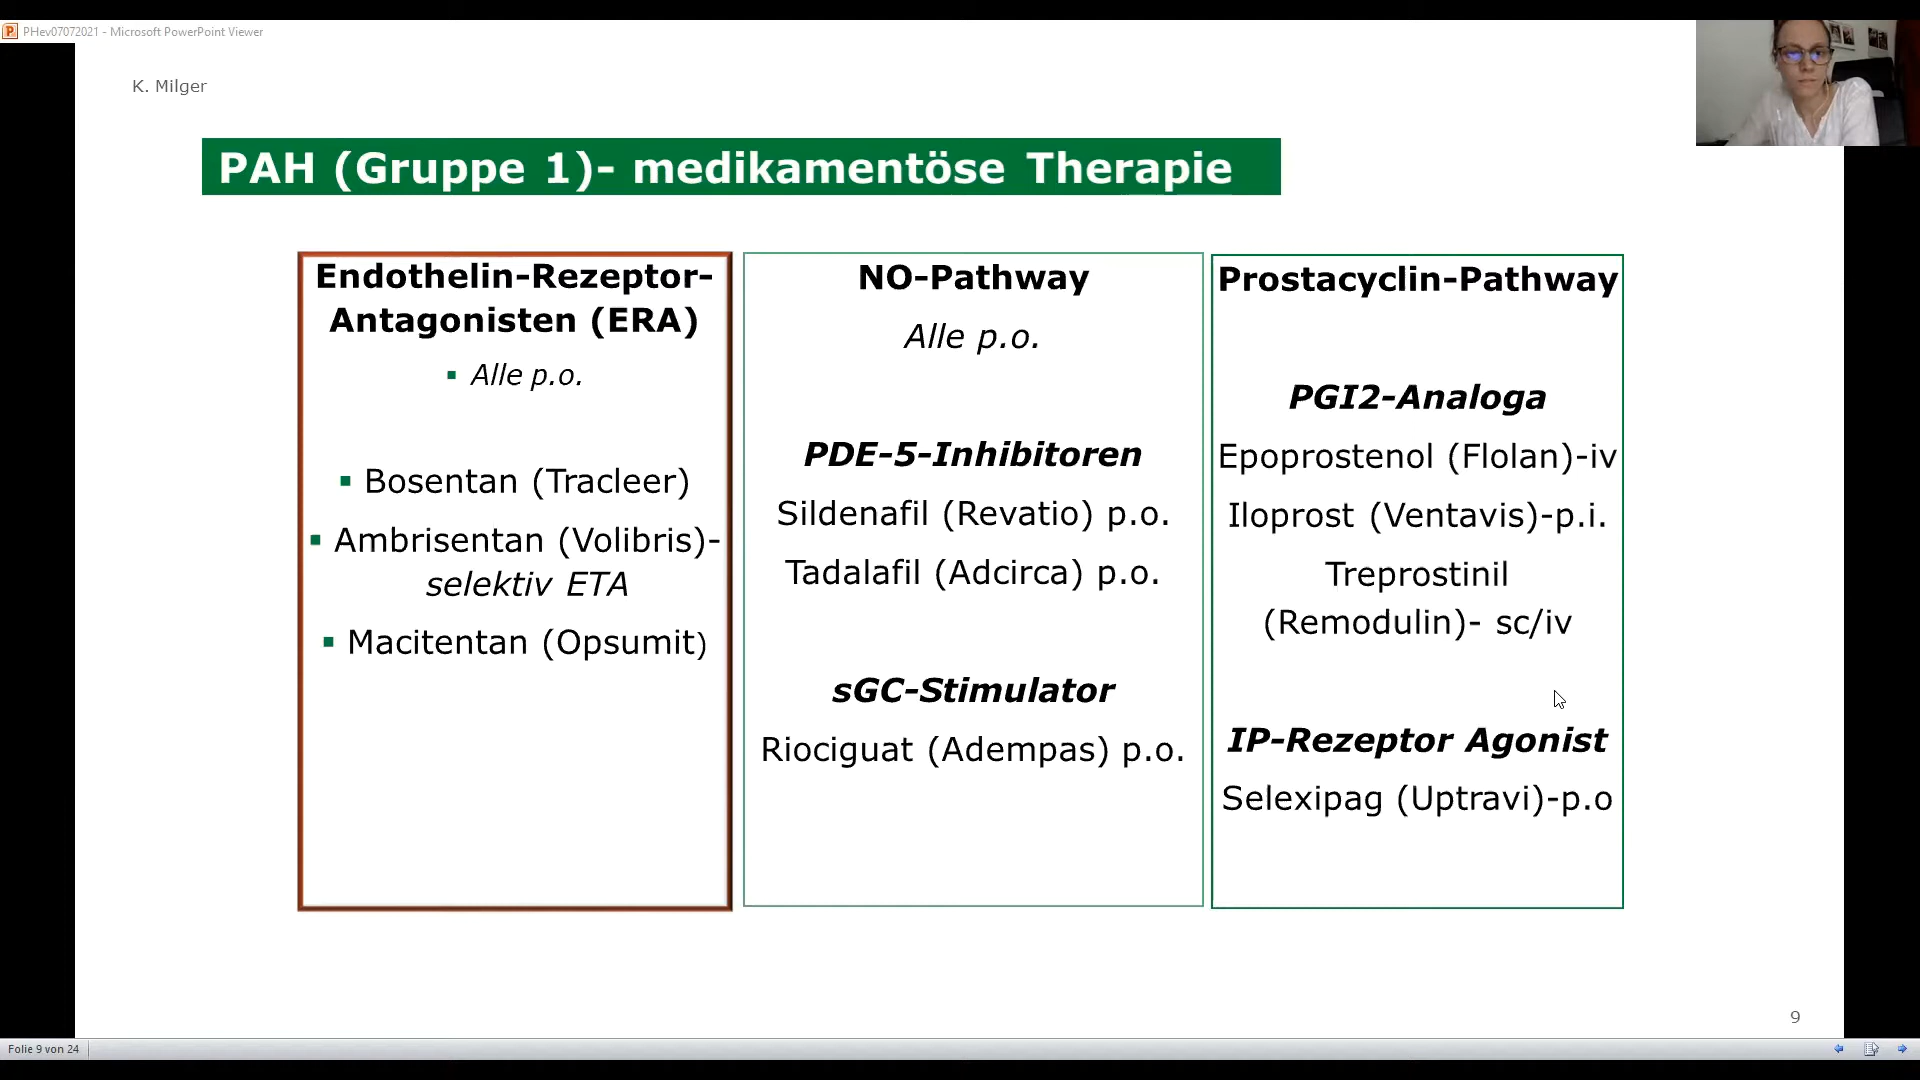 PHev07072021 - Microsoft PowerPoint Viewer
K. Milger
PAH (Gruppe 1)- medikamentöse Therapie
Endothelin-Rezeptor-
Antagonisten (ERA)
▪ Alle p.o.
▪ Bosentan (Tracleer)
▪ Ambrisentan (Volibris)-
selektiv ETA
▪ Macitentan (Opsumit)
NO-Pathway
Alle p.o.
PDE-5-Inhibitoren
Sildenafil (Revatio) p.o.
Tadalafil (Adcirca) p.o.
sGC-Stimulator
Riociguat (Adempas) p.o.
Prostacyclin-Pathway
PGI2-Analoga
Epoprostenol (Flolan)-iv
Iloprost (Ventavis)-p.i.
Treprostinil
(Remodulin)- sc/iv
IP-Rezeptor Agonist
Selexipag (Uptravi)-p.o
9
Folie 9 von 24